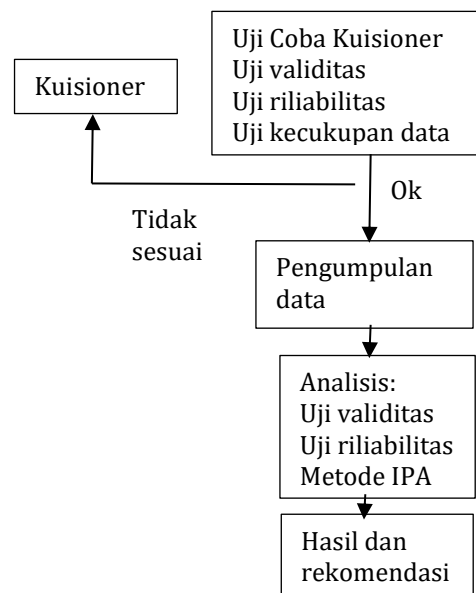 Uji Coba Kuisioner
Uji validitas
Uji riliabilitas
Uji kecukupan data
Kuisioner
Ok
Tidak
sesuai
Pengumpulan
data
Analisis:
Uji validitas
Uji riliabilitas
Metode IPA
Hasil dan
rekomendasi